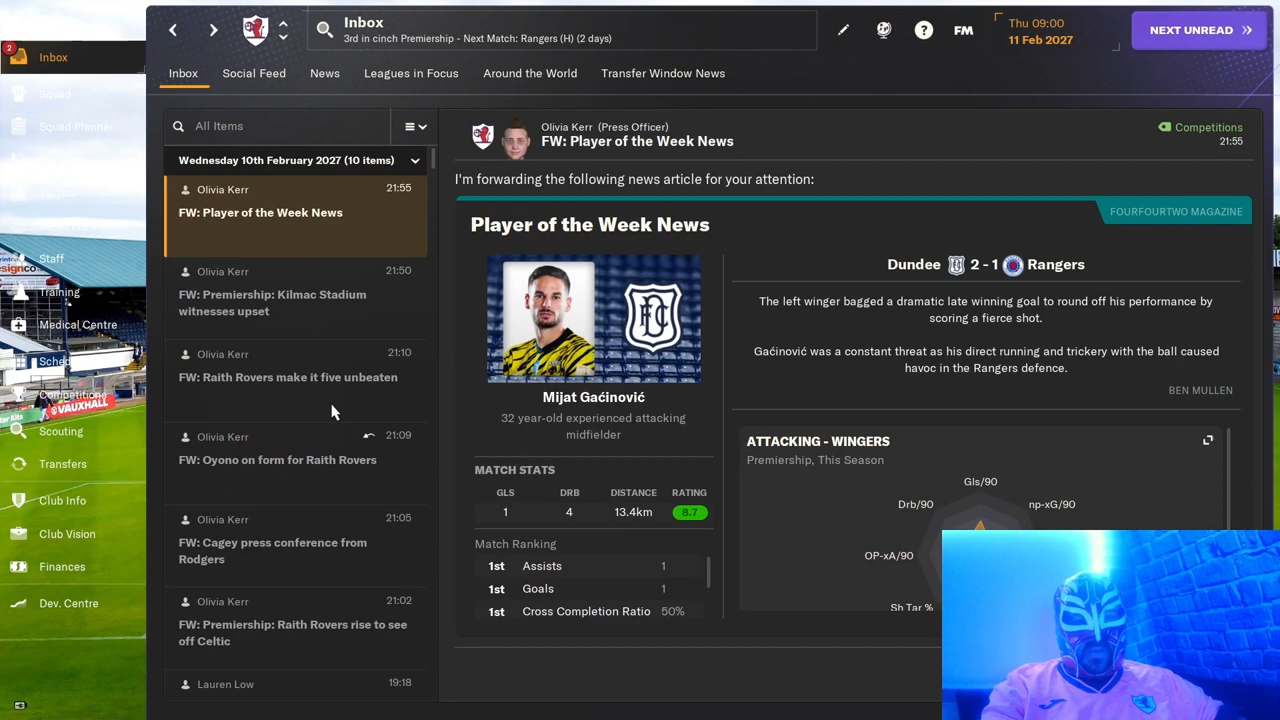 2
Inbox
Squad
Squad Planner
Staff
Training
Medical Centre
Sched
Competitions
VAUXHALL
Scouting
Transfers
Club Info
Club Vision
Finances
Dev. Centre
Inbox
3rd in cinch Premiership - Next Match: Rangers (H) (2 days)
?
FM
Thu 09:00
11 Feb 2027
NEXT UNREAD
Inbox
Social Feed
News
Leagues in Focus
Around the World
Transfer Window News
All Items
Wednesday 10th February 2027 (10 items)
Olivia Kerr 21:55
FW: Player of the Week News
Olivia Kerr 21:50
FW: Premiership: Kilmac Stadium
witnesses upset
Olivia Kerr 21:10
FW: Raith Rovers make it five unbeaten
Olivia Kerr 21:09
FW: Oyono on form for Raith Rovers
Olivia Kerr 21:05
FW: Cagey press conference from
Rodgers
Olivia Kerr 21:02
FW: Premiership: Raith Rovers rise to see
off Celtic
Lauren Low 19:18
Olivia Kerr (Press Officer)
FW: Player of the Week News
Competitions
21:55
I'm forwarding the following news article for your attention:
FOURFOURTWO MAGAZINE
Player of the Week News
Mijat Gaćinović
32 year-old experienced attacking
midfielder
MATCH STATS
GLS DRB DISTANCE RATING
1 4 13.4km 8.7
Match Ranking
1st Assists 1
1st Goals 1
1st Cross Completion Ratio 50%
Dundee 2 - 1 Rangers
The left winger bagged a dramatic late winning goal to round off his performance by
scoring a fierce shot.
Gaćinović was a constant threat as his direct running and trickery with the ball caused
havoc in the Rangers defence.
BEN MULLEN
ATTACKING - WINGERS
Premiership, This Season
Gls/90
Drb/90
np-xG/90
OP-xA/90
Sh Tar %